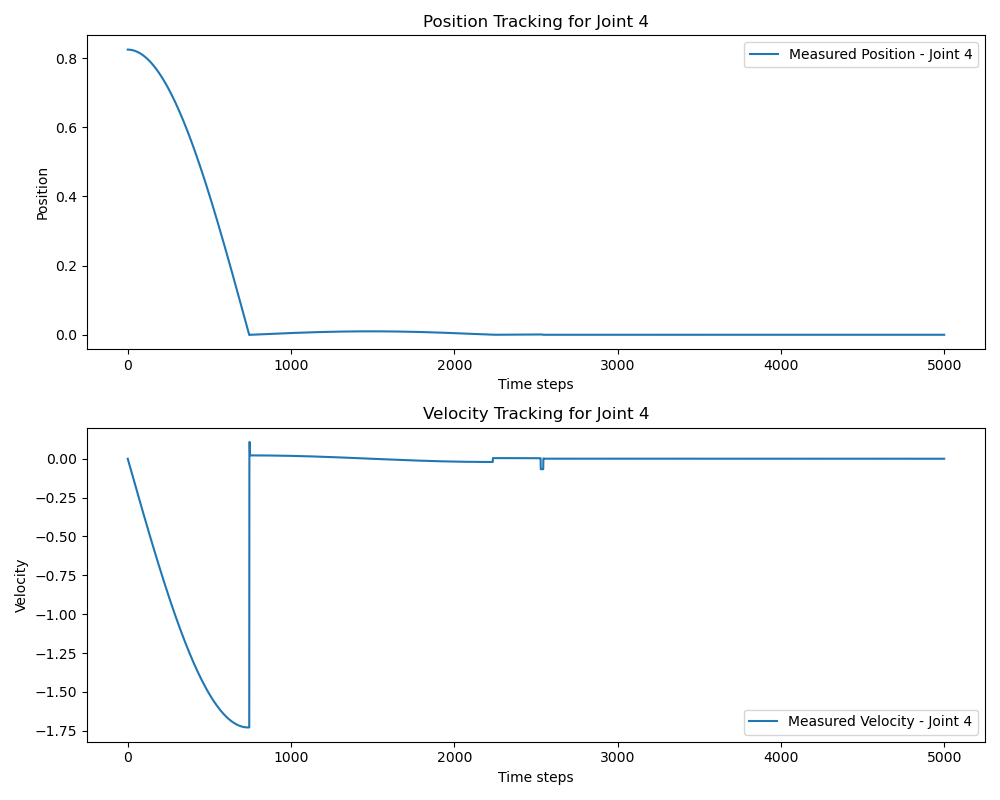 Position Tracking for Joint 4
Measured Position - Joint 4
Position
0.8
0.6
0.4
0.2
0.0
0 1000 2000 3000 4000 5000
Time steps
Velocity Tracking for Joint 4
Velocity
0.00
−0.25
−0.50
−0.75
−1.00
−1.25
−1.50
−1.75
Measured Velocity - Joint 4
0 1000 2000 3000 4000 5000
Time steps